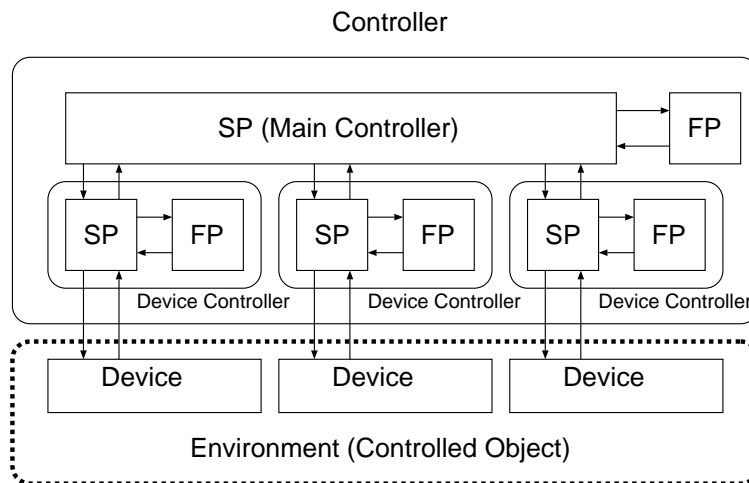 Controller
SP (Main Controller)
FP
SP
FP
SP
FP
SP
FP
Device Controller
Device Controller
Device Controller
Device
Device
Device
Environment (Controlled Object)